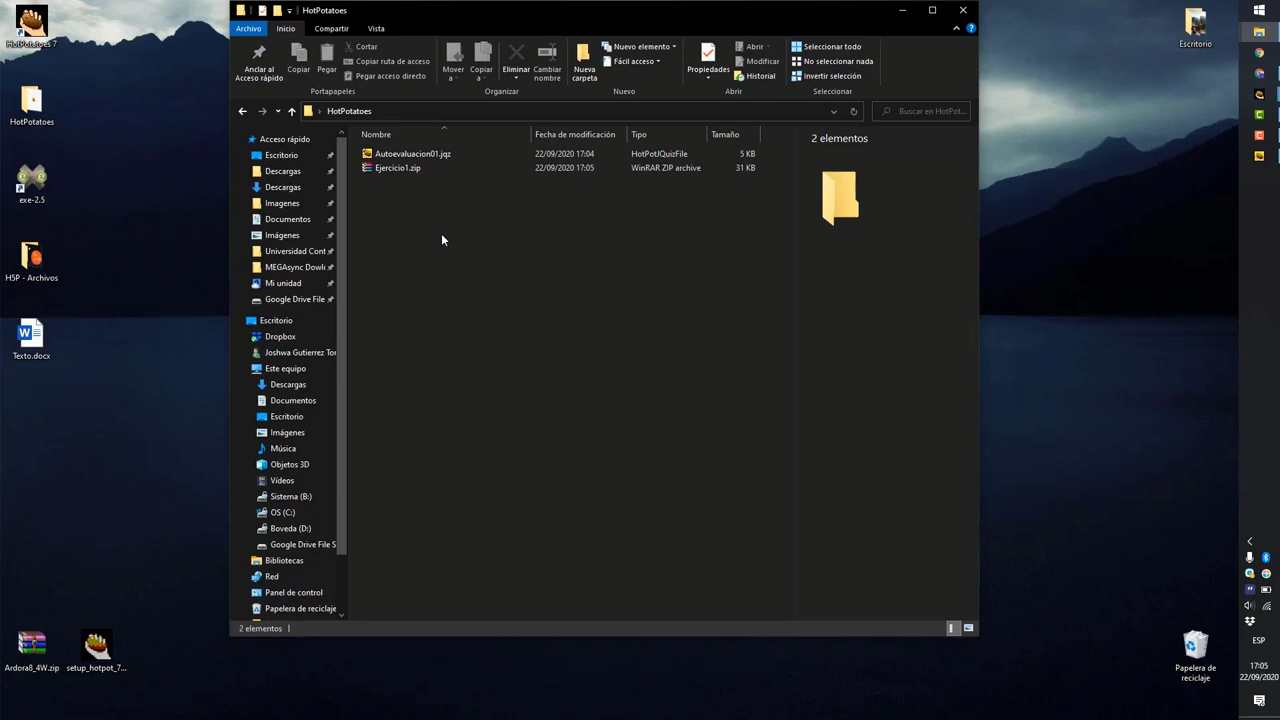 HotPotatoes
Archivo Inicio Compartir Vista
Anclar al Acceso rápido
Copiar
Pegar
Cortar
Copiar ruta de acceso
Pegar acceso directo
Portapapeles
Mover a
Copiar a
Eliminar
Cambiar nombre
Organizar
Nueva carpeta
Nuevo elemento
Fácil acceso
Nuevo
Propiedades
Abrir
Modificar
Historial
Abrir
Seleccionar todo
No seleccionar nada
Invertir selección
Seleccionar
HotPotatoes
Buscar en HotPot...
Nombre Fecha de modificación Tipo Tamaño
Autoevaluacion01.jqz 22/09/2020 17:04 HotPotJQuizFile 5 KB
Ejercicio1.zip 22/09/2020 17:05 WinRAR ZIP archive 31 KB
2 elementos
Acceso rápido
Escritorio
Descargas
Descargas
Imagenes
Documentos
Imágenes
Universidad Cont
MEGAsync Dowlo
Mi unidad
Google Drive File
Escritorio
Dropbox
Joshwa Gutierrez Tor
Este equipo
Descargas
Documentos
Escritorio
Imágenes
Música
Objetos 3D
Vídeos
Sistema (B:)
OS (C:)
Boveda (D:)
Google Drive File S
Bibliotecas
Red
Panel de control
Papelera de reciclaje
2 elementos
HotPotatoes 7
HotPotatoes
exe-2.5
H5P - Archivos
Texto.docx
Ardora8_4W.zip
setup_hotpot_7...
Escritorio
Papelera de reciclaje
ESP
17:05
22/09/2020